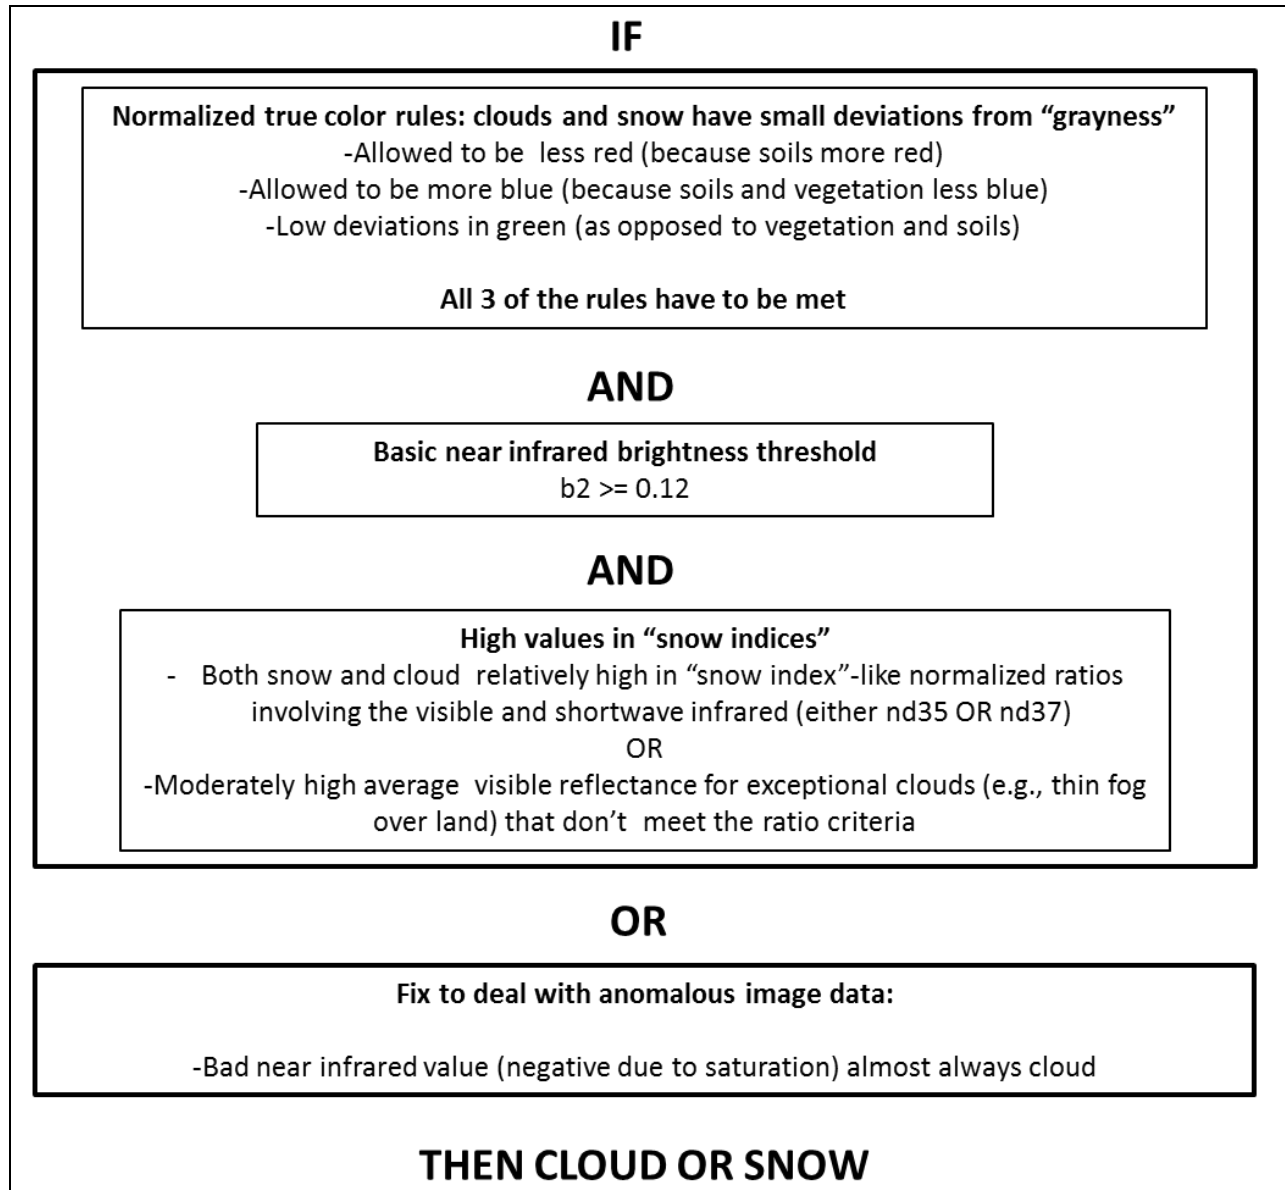 IF
Normalized true color rules: clouds and snow have small deviations from “grayness”
-Allowed to be  less red (because soils more red)
-Allowed to be more blue (because soils and vegetation less blue)
-Low deviations in green (as opposed to vegetation and soils)
All 3 of the rules have to be met
AND
Basic near infrared brightness threshold
b2 >= 0.12
AND
High values in “snow indices”
-   Both snow and cloud  relatively high in “snow index”-like normalized ratios
involving the visible and shortwave infrared (either nd35 OR nd37)
OR
-Moderately high average  visible reflectance for exceptional clouds (e.g., thin fog
over land) that don’t  meet the ratio criteria
OR
Fix to deal with anomalous image data:
-Bad near infrared value (negative due to saturation) almost always cloud
THEN CLOUD OR SNOW